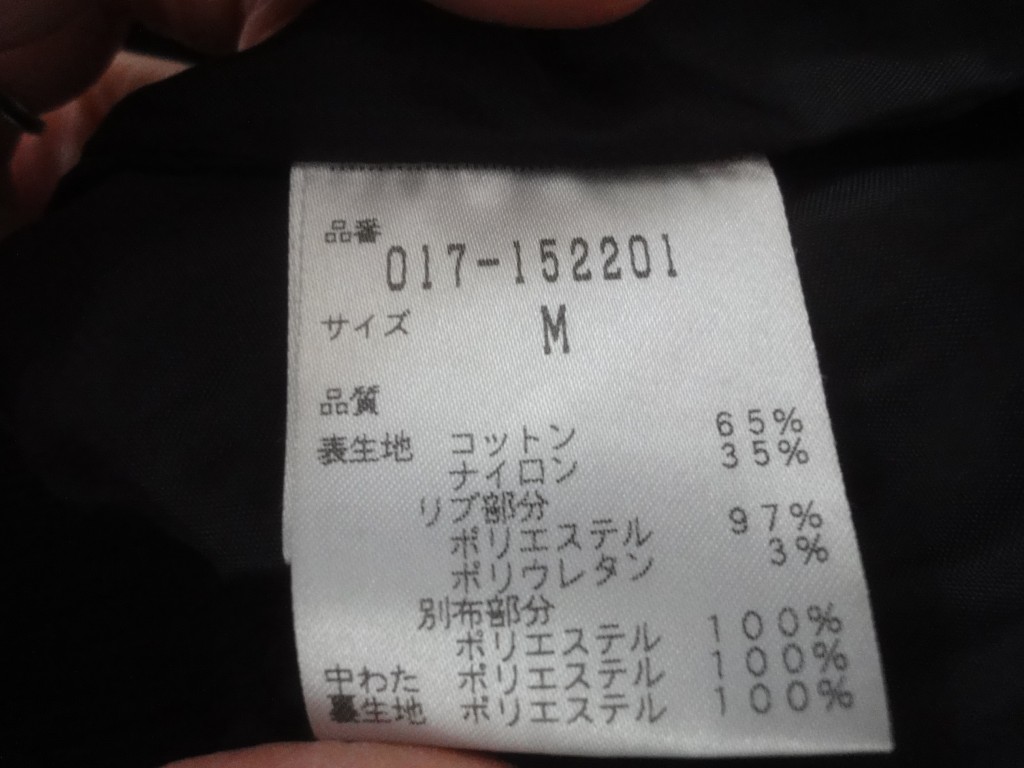 品番
017-152201
サイズ M
品質
表生地 コットン 65%
ナイロン 35%
リブ部分
ポリエステル 97%
ポリウレタン 3%
別布部分
ポリエステル 100%
中わた ポリエステル 100%
裏生地 ポリエステル 100%